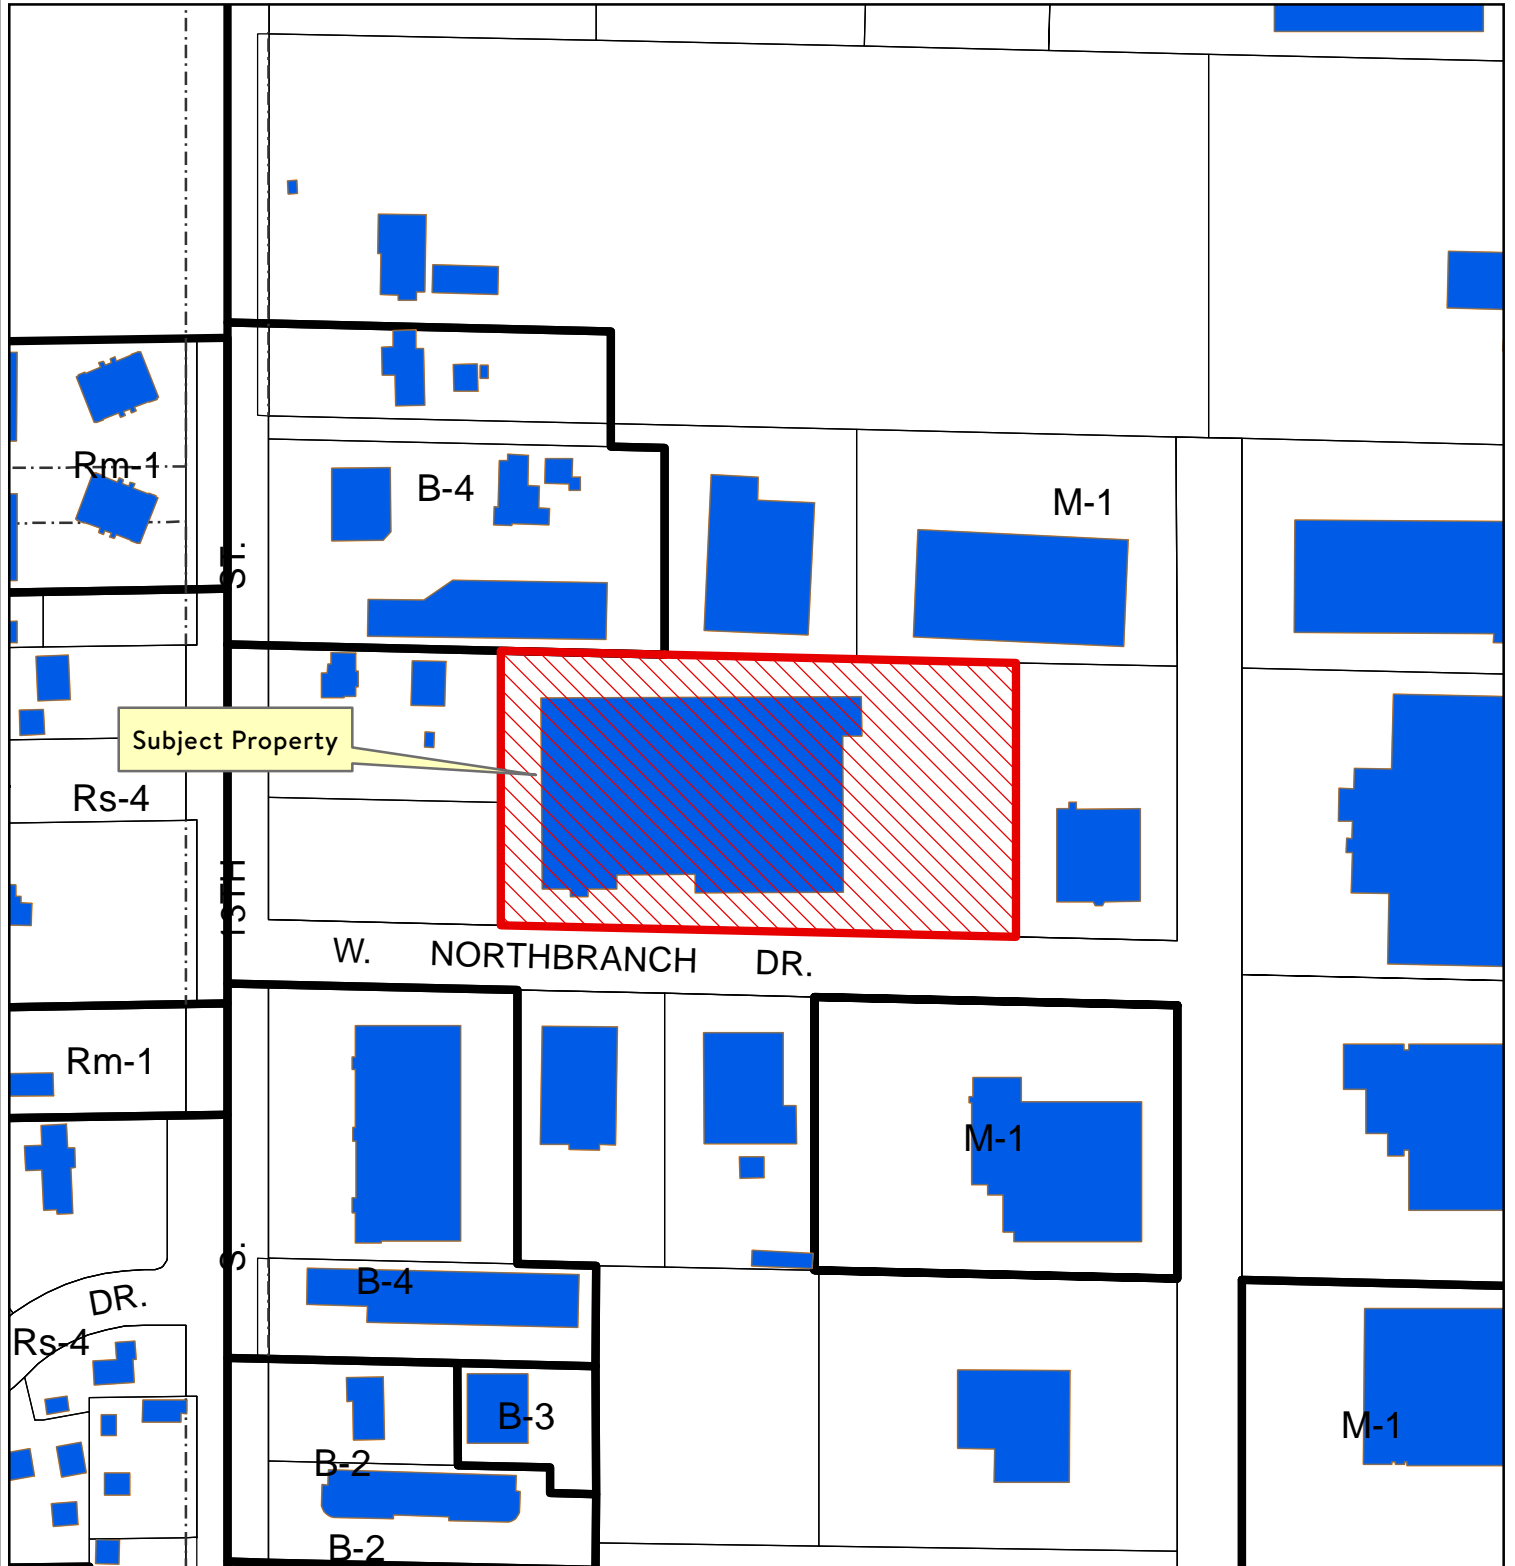 Rm-1
B-4
M-1
ST.
Subject Property
Rs-4
13TH
W. NORTHBRANCH DR.
Rm-1
M-1
S.
B-4
DR.
Rs-4
B-3
M-1
B-2
B-2